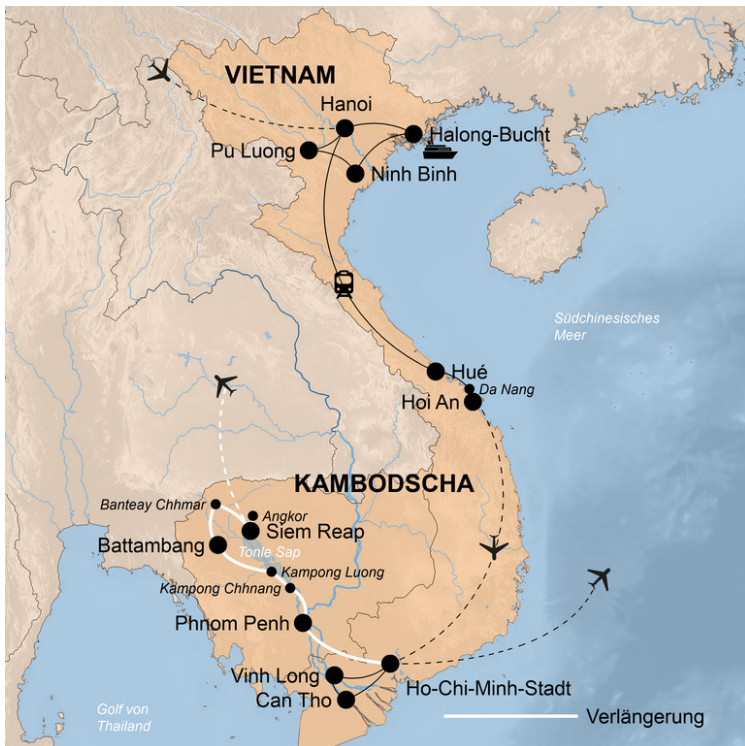 VIETNAM
Hanoi
Halong-Bucht
Pu Luong
Ninh Binh
Südchinesisches
Meer
Hué
Da Nang
Hoi An
KAMBODSCHA
Banteay Chhmar
Angkor
Siem Reap
Battambang
Tonle Sap
Kampong Luong
Kampong Chhnang
Phnom Penh
Vinh Long
Ho-Chi-Minh-Stadt
Can Tho
Golf von
Thailand
Verlängerung